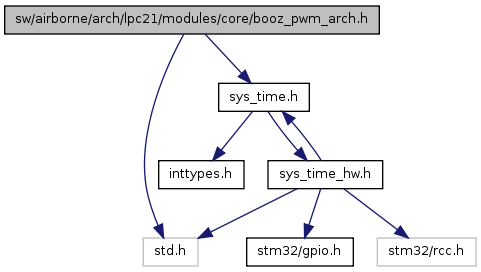 sw/airborne/arch/lpc21/modules/core/booz_pwm_arch.h
sys_time.h
inttypes.h
sys_time_hw.h
std.h
stm32/gpio.h
stm32/rcc.h